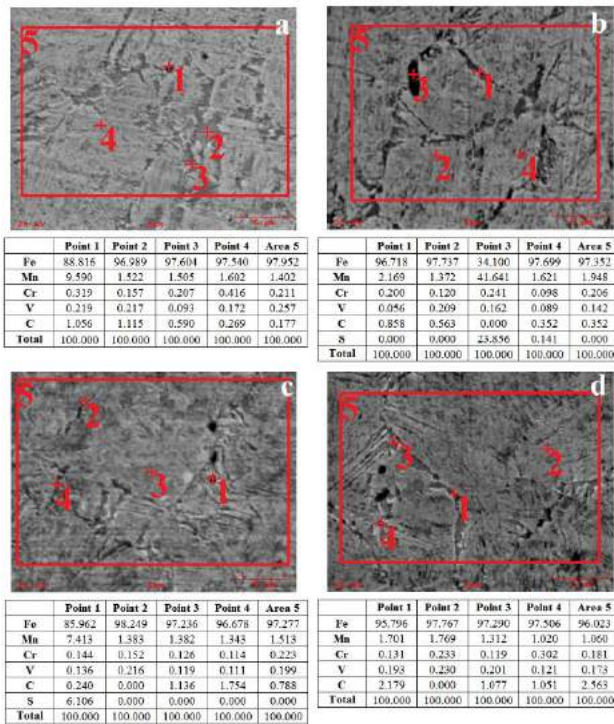 5 a
1
4
2
3
5 b
3 1
2 4
Point 1 Point 2 Point 3 Point 4 Area 5
Fe 88.816 96.989 97.604 97.540 97.952
Mn 9.590 1.522 1.505 1.602 1.402
Cr 0.319 0.157 0.207 0.416 0.211
V 0.219 0.217 0.093 0.172 0.257
C 1.056 1.115 0.590 0.269 0.177
Total 100.000 100.000 100.000 100.000 100.000
Point 1 Point 2 Point 3 Point 4 Area 5
Fe 96.718 97.737 34.100 97.699 97.352
Mn 2.169 1.372 41.641 1.621 1.948
Cr 0.200 0.120 0.241 0.098 0.206
V 0.056 0.209 0.162 0.089 0.142
C 0.858 0.563 0.000 0.352 0.352
S 0.000 0.000 23.856 0.141 0.000
Total 100.000 100.000 100.000 100.000 100.000
5 c
2
3 1
4
5 d
3 2
1
4
Point 1 Point 2 Point 3 Point 4 Area 5
Fe 85.962 98.249 97.236 96.678 97.277
Mn 7.413 1.383 1.382 1.343 1.513
Cr 0.144 0.152 0.126 0.114 0.223
V 0.136 0.216 0.119 0.111 0.199
C 0.240 0.000 1.136 1.754 0.788
S 6.106 0.000 0.000 0.000 0.000
Total 100.000 100.000 100.000 100.000 100.000
Point 1 Point 2 Point 3 Point 4 Area 5
Fe 95.796 97.767 97.290 97.506 96.023
Mn 1.701 1.769 1.312 1.020 1.060
Cr 0.131 0.233 0.119 0.302 0.181
V 0.193 0.230 0.201 0.121 0.173
C 2.179 0.000 1.077 1.051 2.563
Total 100.000 100.000 100.000 100.000 100.000